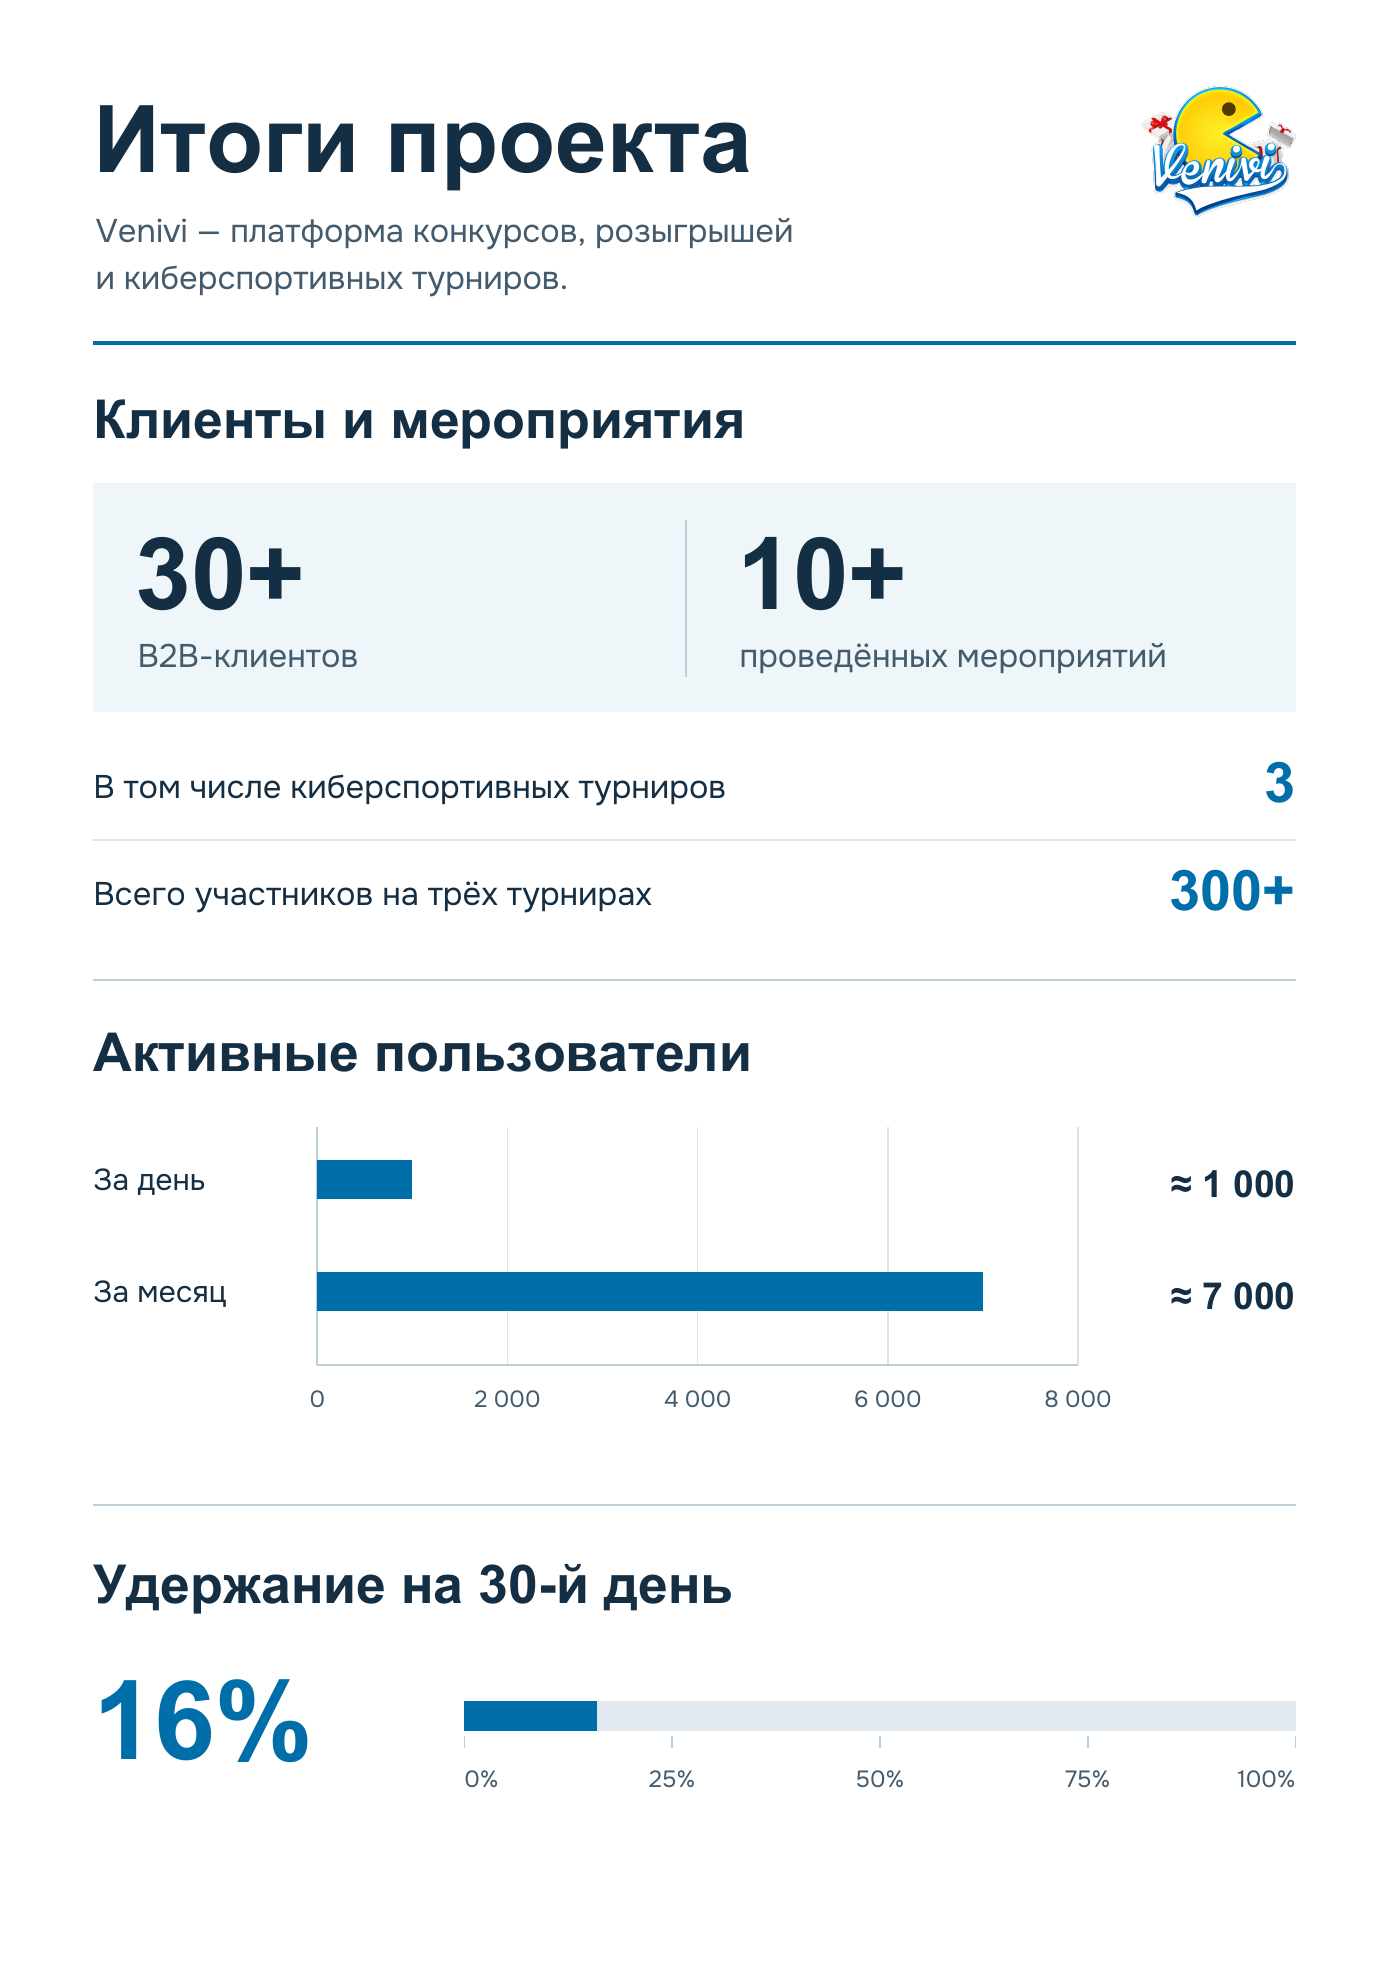 Итоги проекта
Venivi
Venivi — платформа конкурсов, розыгрышей
и киберспортивных турниров.
Клиенты и мероприятия
30+
B2B-клиентов
10+
проведённых мероприятий
В том числе киберспортивных турниров
3
Всего участников на трёх турнирах
300+
Активные пользователи
За день
≈ 1 000
За месяц
≈ 7 000
0 2 000 4 000 6 000 8 000
Удержание на 30-й день
16%
0% 25% 50% 75% 100%